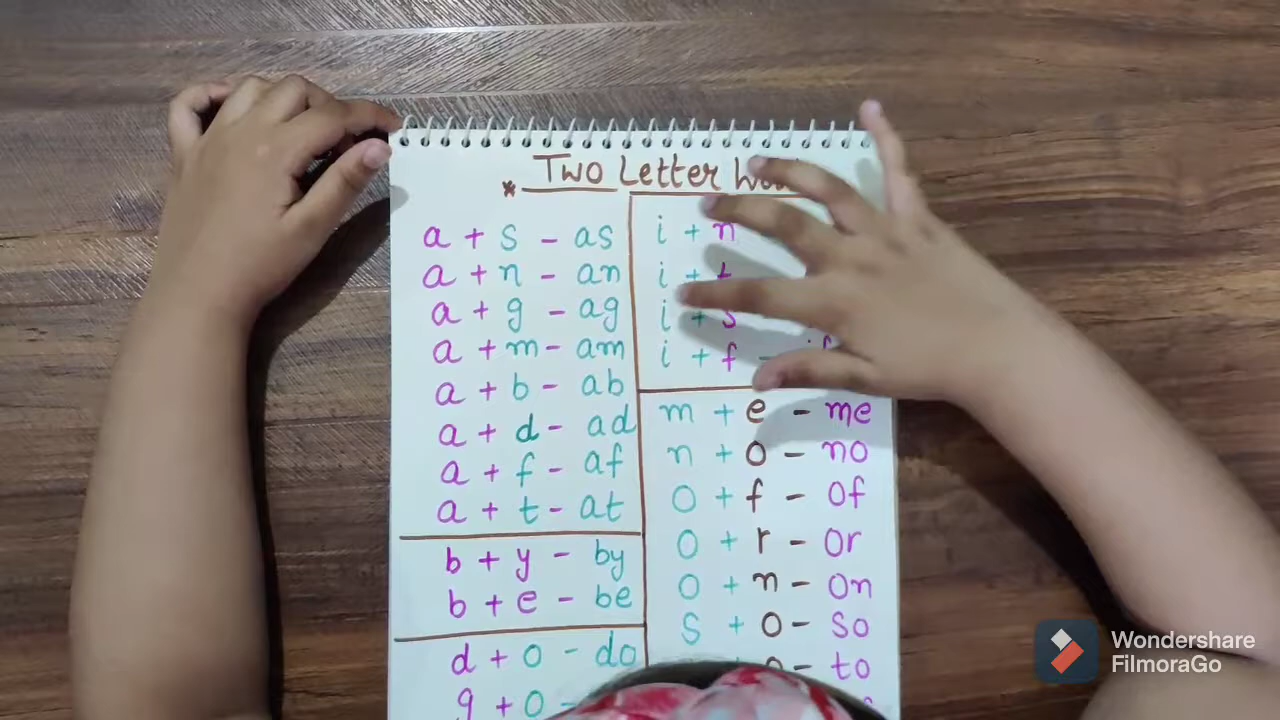 * Two Letter
a + s - as
a + n - an
a + g - ag
a + m - am
a + b - ab
a + d - ad
a + f - af
a + t - at
b + y - by
b + e - be
d + o - do
g + o -
i + n
i +
i + s
i + f - if
m + e - me
n + o - no
o + f - of
o + r - or
o + n - on
s + o - so
o - to
Wondershare
FilmoraGo